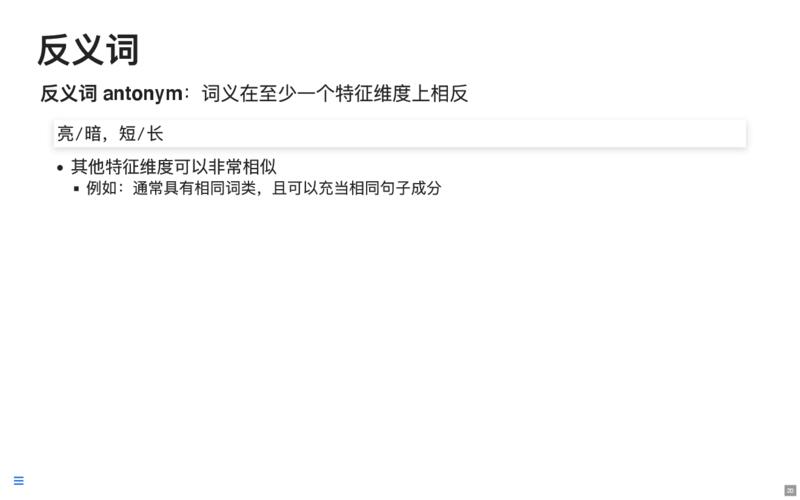 反义词
反义词 antonym：词义在至少一个特征维度上相反
亮/暗，短/长
• 其他特征维度可以非常相似
▪ 例如：通常具有相同词类，且可以充当相同句子成分
20